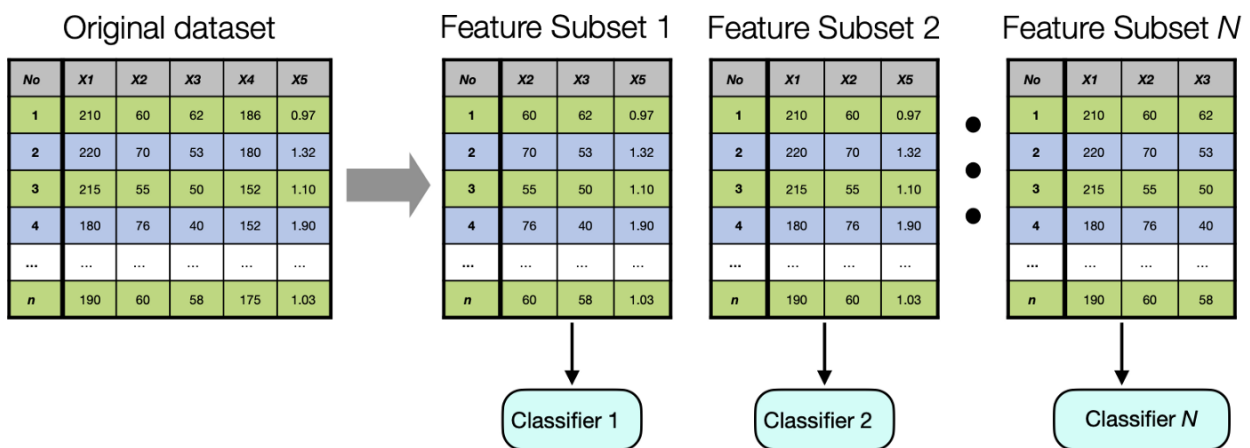 Original dataset
No X1 X2 X3 X4 X5
1 210 60 62 186 0.97
2 220 70 53 180 1.32
3 215 55 50 152 1.10
4 180 76 40 152 1.90
... ... ... ... ... ...
n 190 60 58 175 1.03
Feature Subset 1
No X2 X3 X5
1 60 62 0.97
2 70 53 1.32
3 55 50 1.10
4 76 40 1.90
... ... ... ...
n 60 58 1.03
Classifier 1
Feature Subset 2
No X1 X2 X5
1 210 60 0.97
2 220 70 1.32
3 215 55 1.10
4 180 76 1.90
... ... ... ...
n 190 60 1.03
Classifier 2
Feature Subset N
No X1 X2 X3
1 210 60 62
2 220 70 53
3 215 55 50
4 180 76 40
... ... ... ...
n 190 60 58
Classifier N